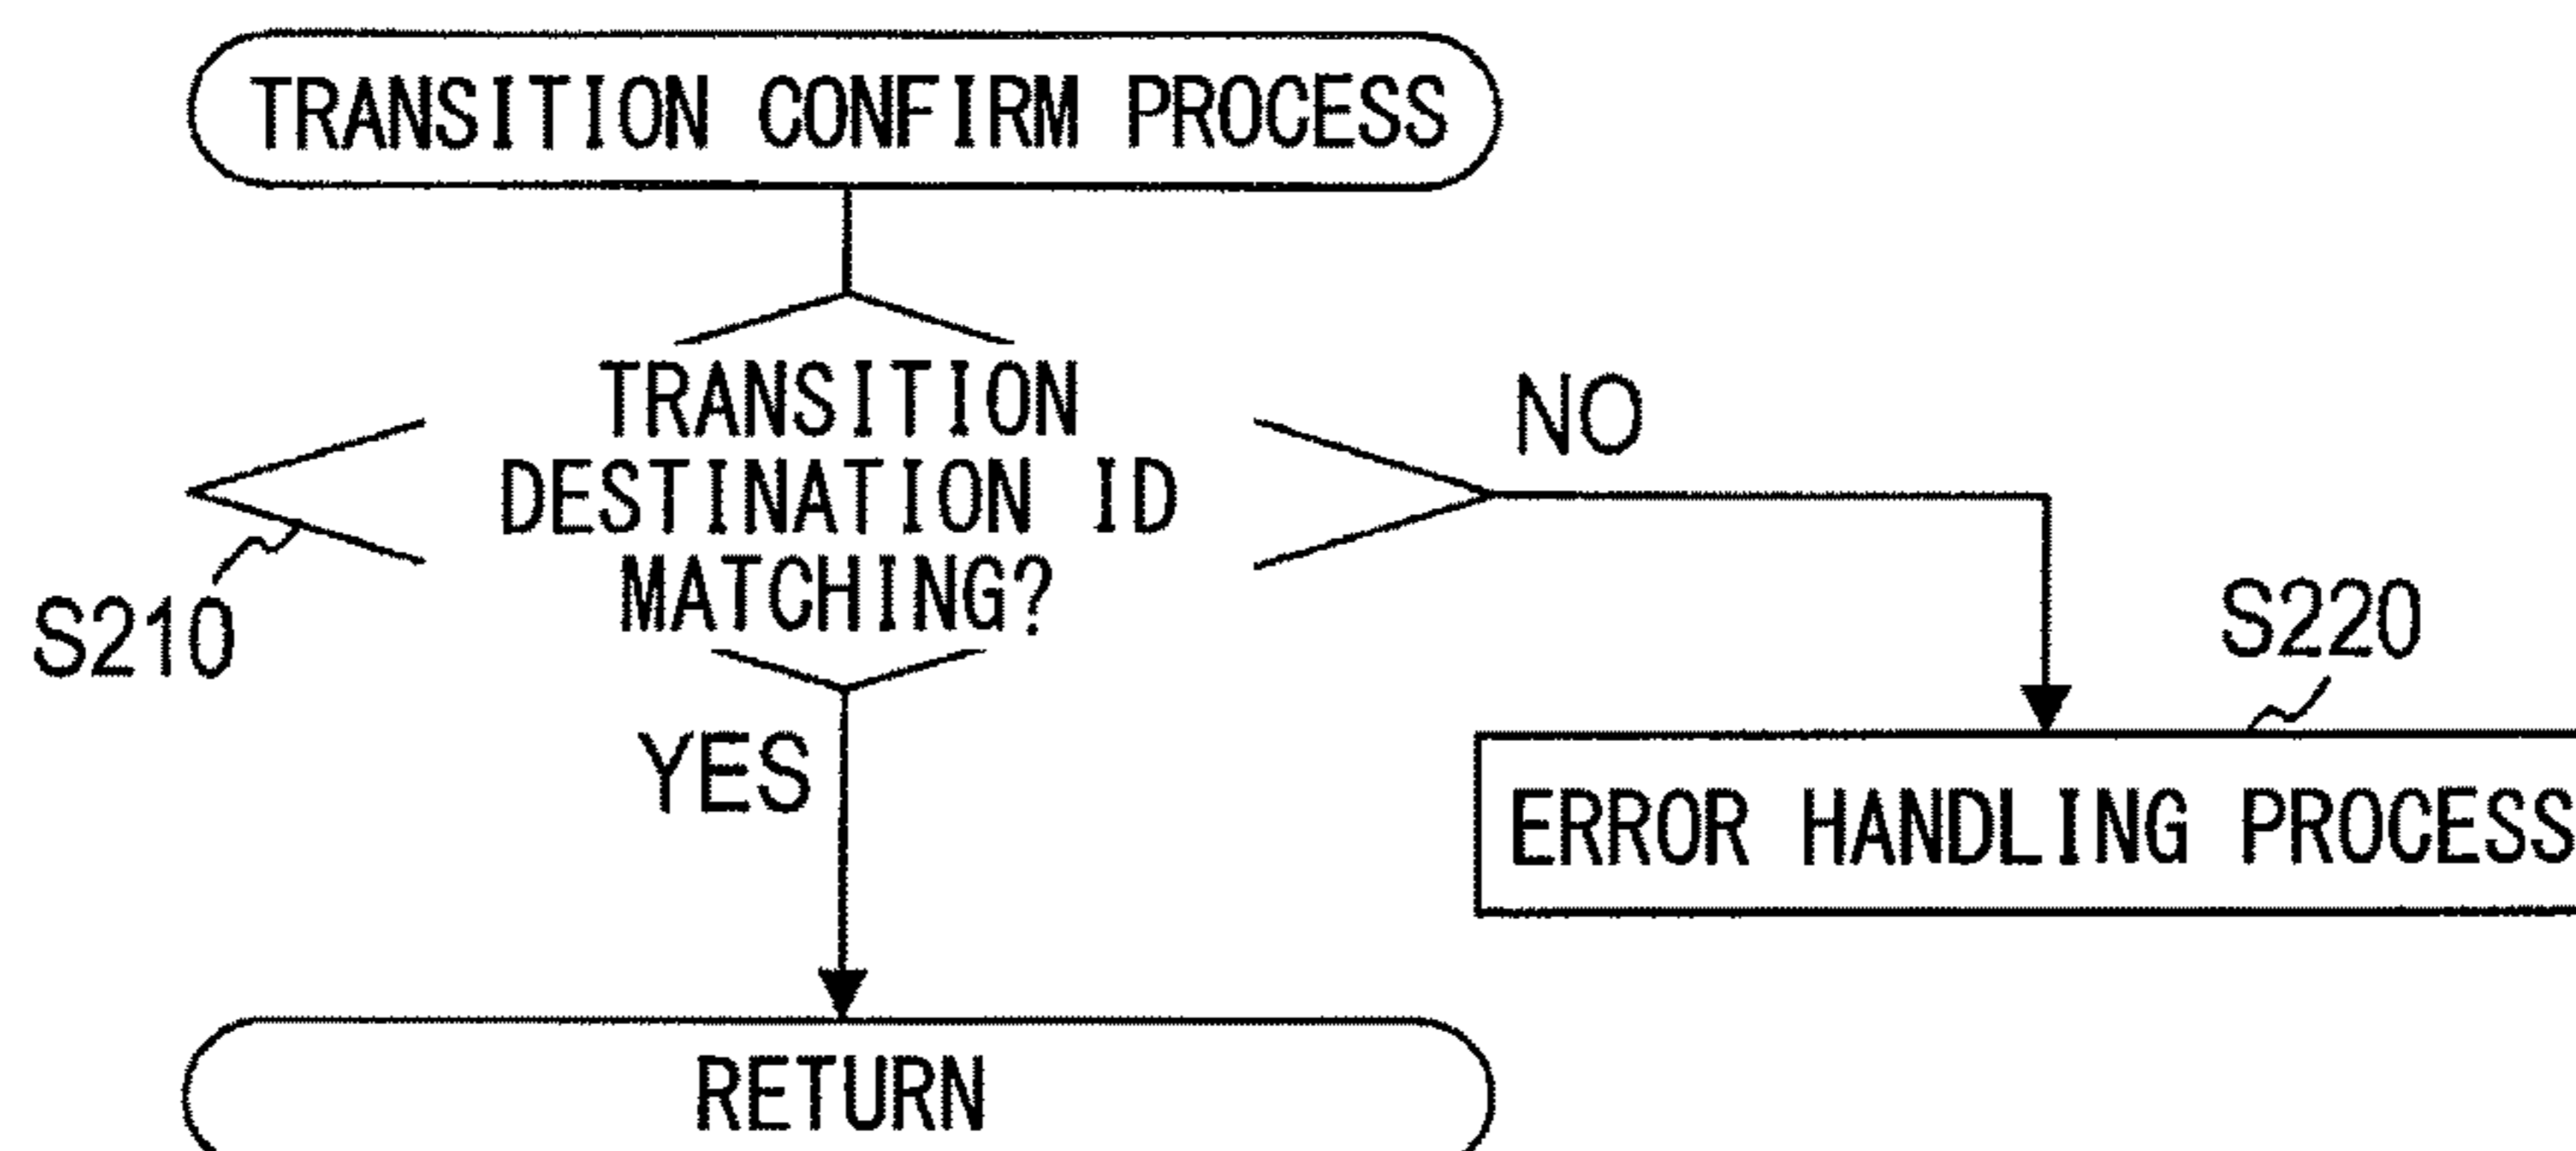 TRANSITION CONFIRM PROCESS
TRANSITION
DESTINATION ID
MATCHING?
NO
S210
S220
YES
ERROR HANDLING PROCESS
RETURN